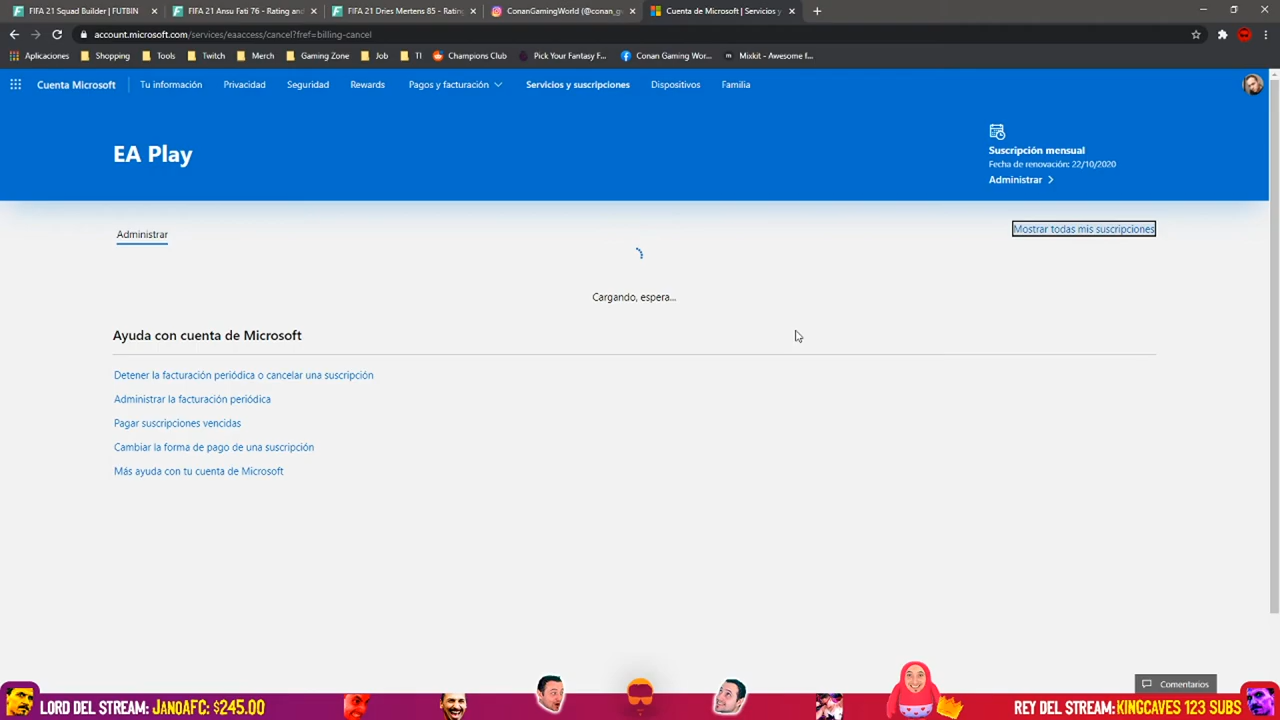 FIFA 21 Squad Builder | FUTBIN
FIFA 21 Ansu Fati 76 - Rating and
FIFA 21 Dries Mertens 85 - Ratin
ConanGamingWorld (@conan_g
Cuenta de Microsoft | Servicios y
account.microsoft.com/services/eaaccess/cancel?fref=billing-cancel
Aplicaciones
Shopping
Tools
Twitch
Merch
Gaming Zone
Job
TI
Champions Club
Pick Your Fantasy F...
Conan Gaming Wor...
Mixkit - Awesome f...
Cuenta Microsoft
Tu información
Privacidad
Seguridad
Rewards
Pagos y facturación
Servicios y suscripciones
Dispositivos
Familia
EA Play
Suscripción mensual
Fecha de renovación: 22/10/2020
Administrar
Administrar
Mostrar todas mis suscripciones
Cargando, espera...
Ayuda con cuenta de Microsoft
Detener la facturación periódica o cancelar una suscripción
Administrar la facturación periódica
Pagar suscripciones vencidas
Cambiar la forma de pago de una suscripción
Más ayuda con tu cuenta de Microsoft
Comentarios
LORD DEL STREAM: JANOAFC: $245.00
REY DEL STREAM: KINGCAVES 123 SUBS